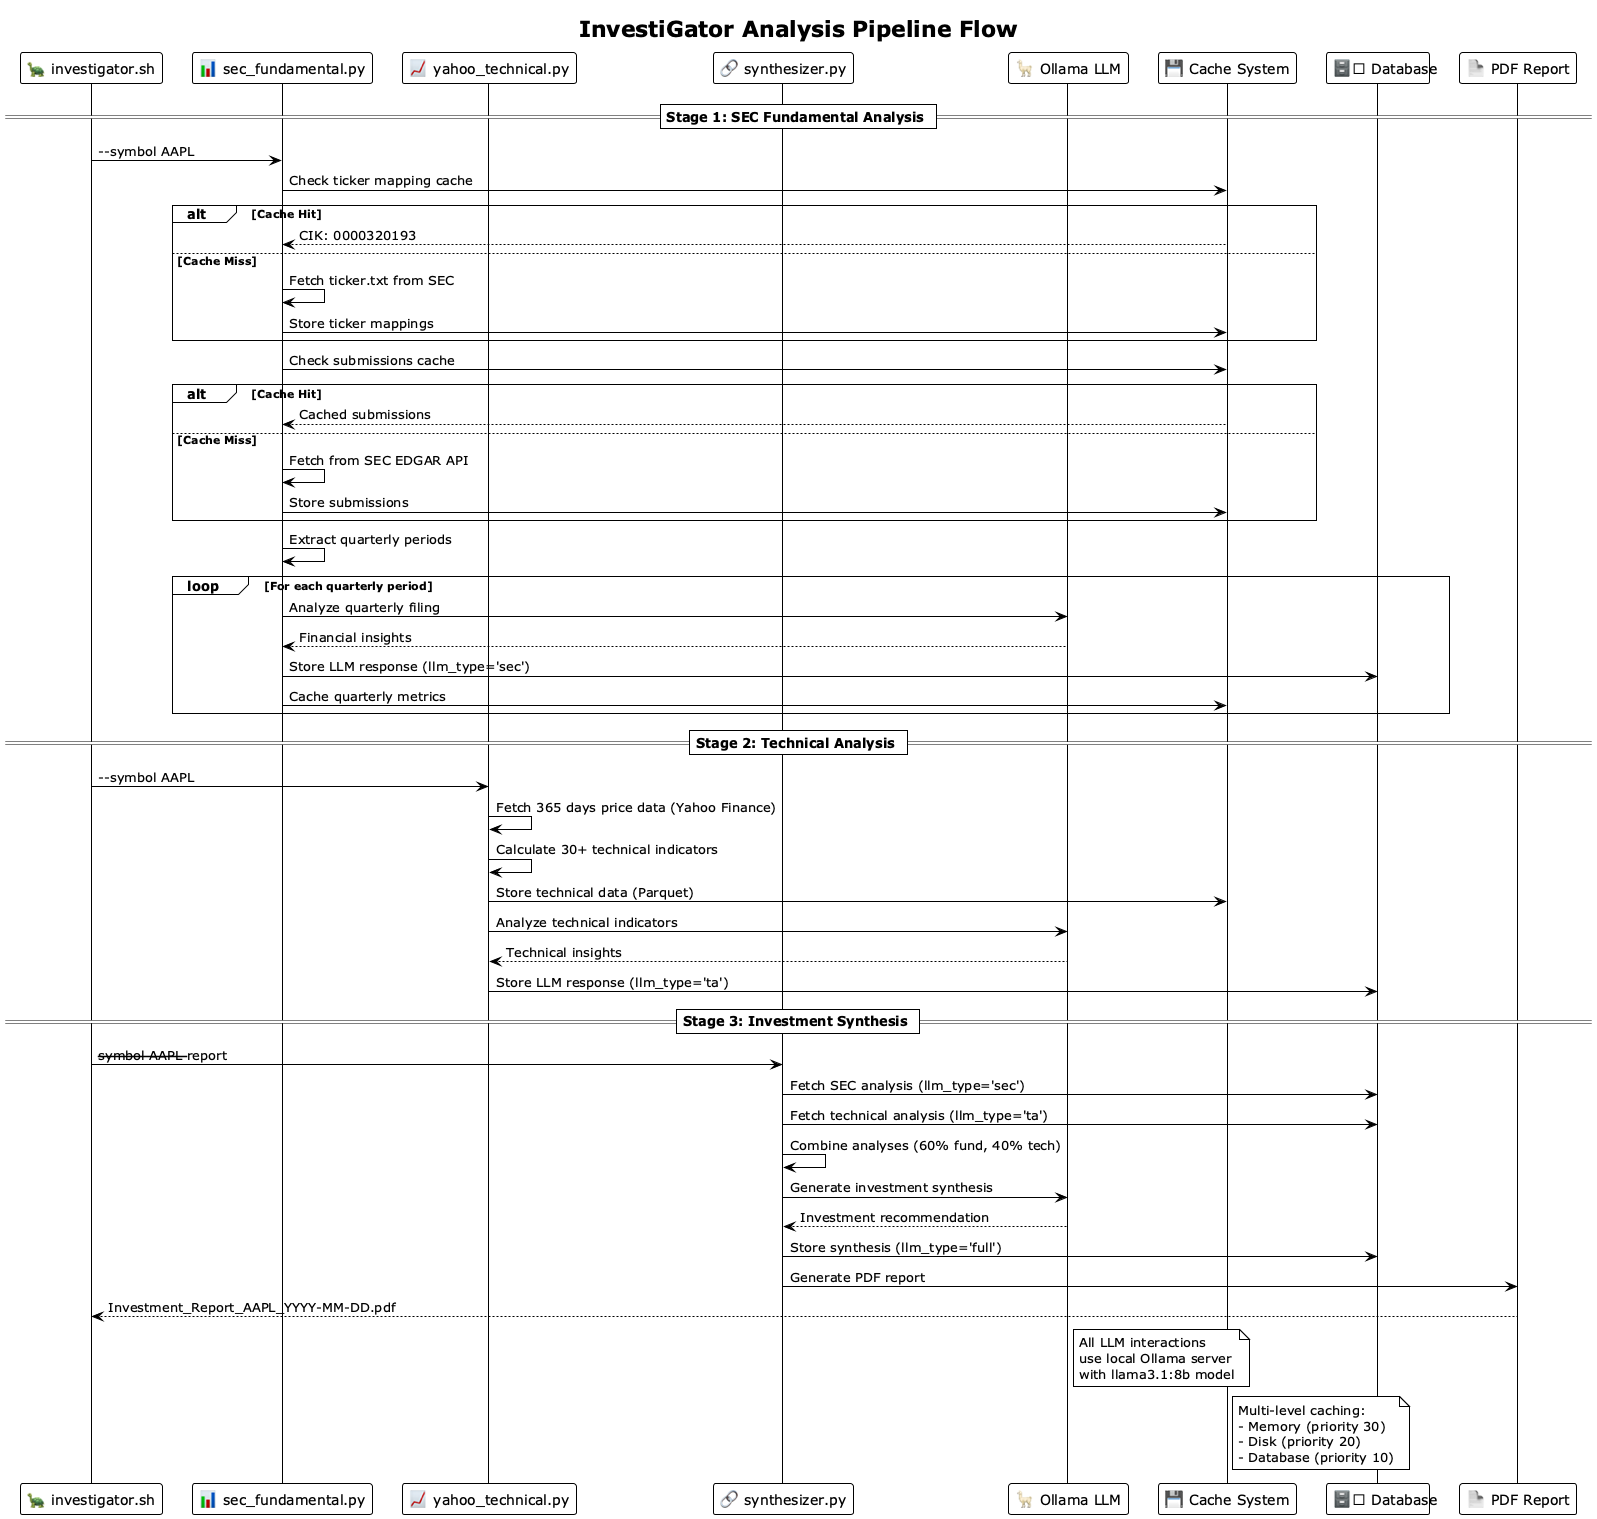 InvestiGator Analysis Pipeline Flow
investigator.sh
sec_fundamental.py
yahoo_technical.py
synthesizer.py
Ollama LLM
Cache System
Database
PDF Report
Stage 1: SEC Fundamental Analysis
--symbol AAPL
Check ticker mapping cache
alt [Cache Hit]
CIK: 0000320193
[Cache Miss]
Fetch ticker.txt from SEC
Store ticker mappings
Check submissions cache
alt [Cache Hit]
Cached submissions
[Cache Miss]
Fetch from SEC EDGAR API
Store submissions
Extract quarterly periods
loop [For each quarterly period]
Analyze quarterly filing
Financial insights
Store LLM response (llm_type='sec')
Cache quarterly metrics
Stage 2: Technical Analysis
--symbol AAPL
Fetch 365 days price data (Yahoo Finance)
Calculate 30+ technical indicators
Store technical data (Parquet)
Analyze technical indicators
Technical insights
Store LLM response (llm_type='ta')
Stage 3: Investment Synthesis
symbol AAPL report
Fetch SEC analysis (llm_type='sec')
Fetch technical analysis (llm_type='ta')
Combine analyses (60% fund, 40% tech)
Generate investment synthesis
Investment recommendation
Store synthesis (llm_type='full')
Generate PDF report
Investment_Report_AAPL_YYYY-MM-DD.pdf
All LLM interactions
use local Ollama server
with llama3.1:8b model
Multi-level caching:
- Memory (priority 30)
- Disk (priority 20)
- Database (priority 10)
investigator.sh
sec_fundamental.py
yahoo_technical.py
synthesizer.py
Ollama LLM
Cache System
Database
PDF Report